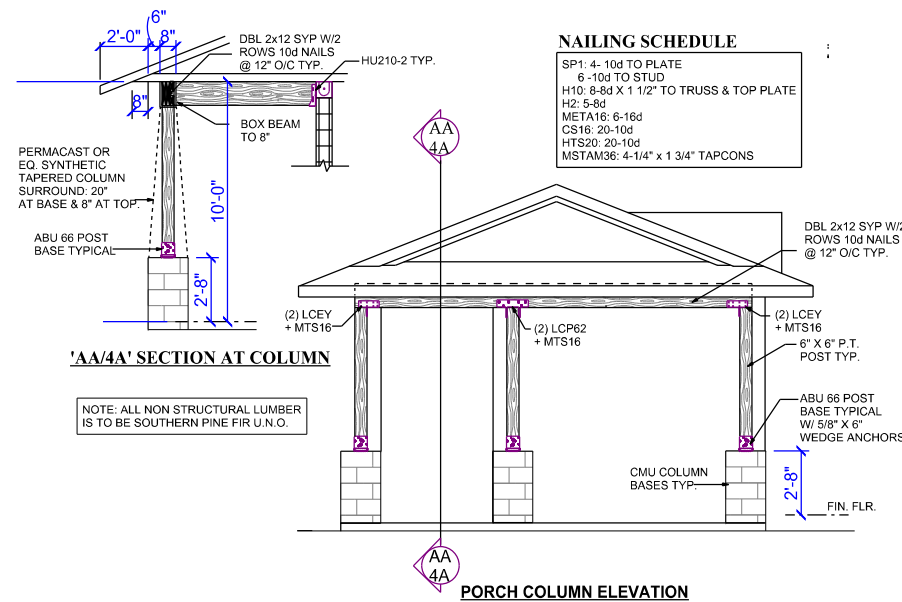 6"
2'-0"
8"
DBL 2x12 SYP W/2
ROWS 10d NAILS
@ 12" O/C TYP.
HU210-2 TYP.
8"
BOX BEAM
TO 8"
PERMACAST OR
EQ. SYNTHETIC
TAPERED COLUMN
SURROUND: 20"
AT BASE & 8" AT TOP.
10'-0"
ABU 66 POST
BASE TYPICAL
2'-8"
'AA/4A' SECTION AT COLUMN
NOTE: ALL NON STRUCTURAL LUMBER
IS TO BE SOUTHERN PINE FIR U.N.O.
NAILING SCHEDULE
SP1: 4- 10d TO PLATE
6 -10d TO STUD
H10: 8-8d X 1 1/2" TO TRUSS & TOP PLATE
H2: 5-8d
META16: 6-16d
CS16: 20-10d
HTS20: 20-10d
MSTAM36: 4-1/4" x 1 3/4" TAPCONS
AA
4A
DBL 2x12 SYP W/2
ROWS 10d NAILS
@ 12" O/C TYP.
(2) LCEY
+ MTS16
(2) LCP62
+ MTS16
(2) LCEY
+ MTS16
6" X 6" P.T.
POST TYP.
ABU 66 POST
BASE TYPICAL
W/ 5/8" X 6"
WEDGE ANCHORS
CMU COLUMN
BASES TYP.
2'-8"
FIN. FLR.
AA
4A
PORCH COLUMN ELEVATION